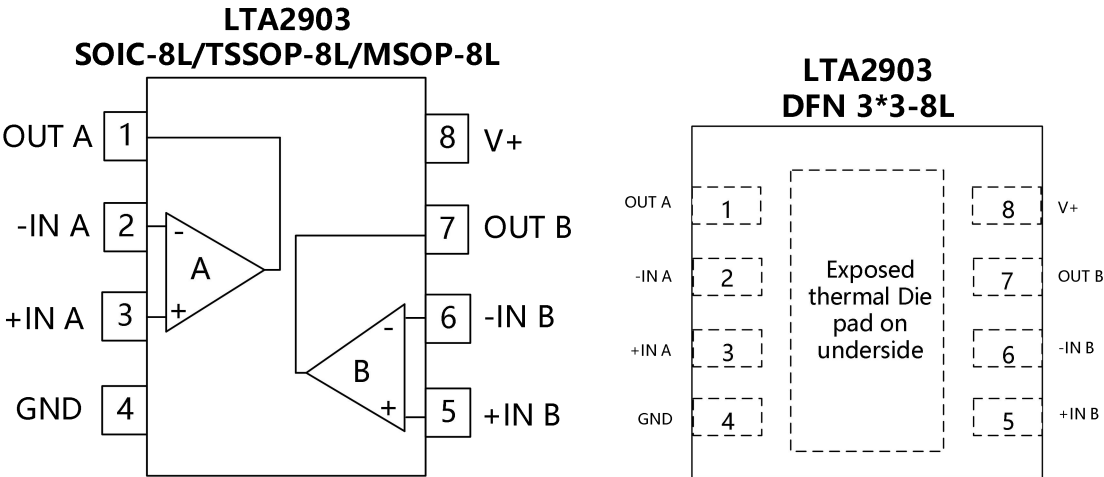 LTA2903
SOIC-8L/TSSOP-8L/MSOP-8L
OUT A 1
8 V+
-IN A 2
-
A
7 OUT B
+IN A 3
+
6 -IN B
-
B
GND 4
+
5 +IN B
LTA2903
DFN 3*3-8L
OUT A 1
8 V+
-IN A 2
7 OUT B
+IN A 3
6 -IN B
GND 4
5 +IN B
Exposed
thermal Die
pad on
underside